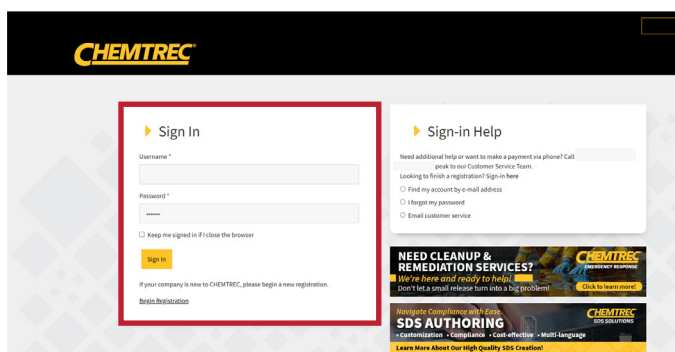 CHEMTREC
Sign In
Username *
Password *
•••••••
Keep me signed in if I close the browser
Sign In
If your company is new to CHEMTREC, please begin a new registration.
Begin Registration
Sign-in Help
Need additional help or want to make a payment via phone? Call
peak to our Customer Service Team.
Looking to finish a registration? Sign-in here
Find my account by e-mail address
I forgot my password
Email customer service
NEED CLEANUP &
REMEDIATION SERVICES?
We're here and ready to help!
Don't let a small release turn into a big problem!
CHEMTREC
EMERGENCY RESPONSE
Click to learn more!
Navigate Compliance with Ease.
SDS AUTHORING
• Customization • Compliance • Cost-effective • Multi-language
Learn More About Our High Quality SDS Creation!
CHEMTREC
SDS SOLUTIONS